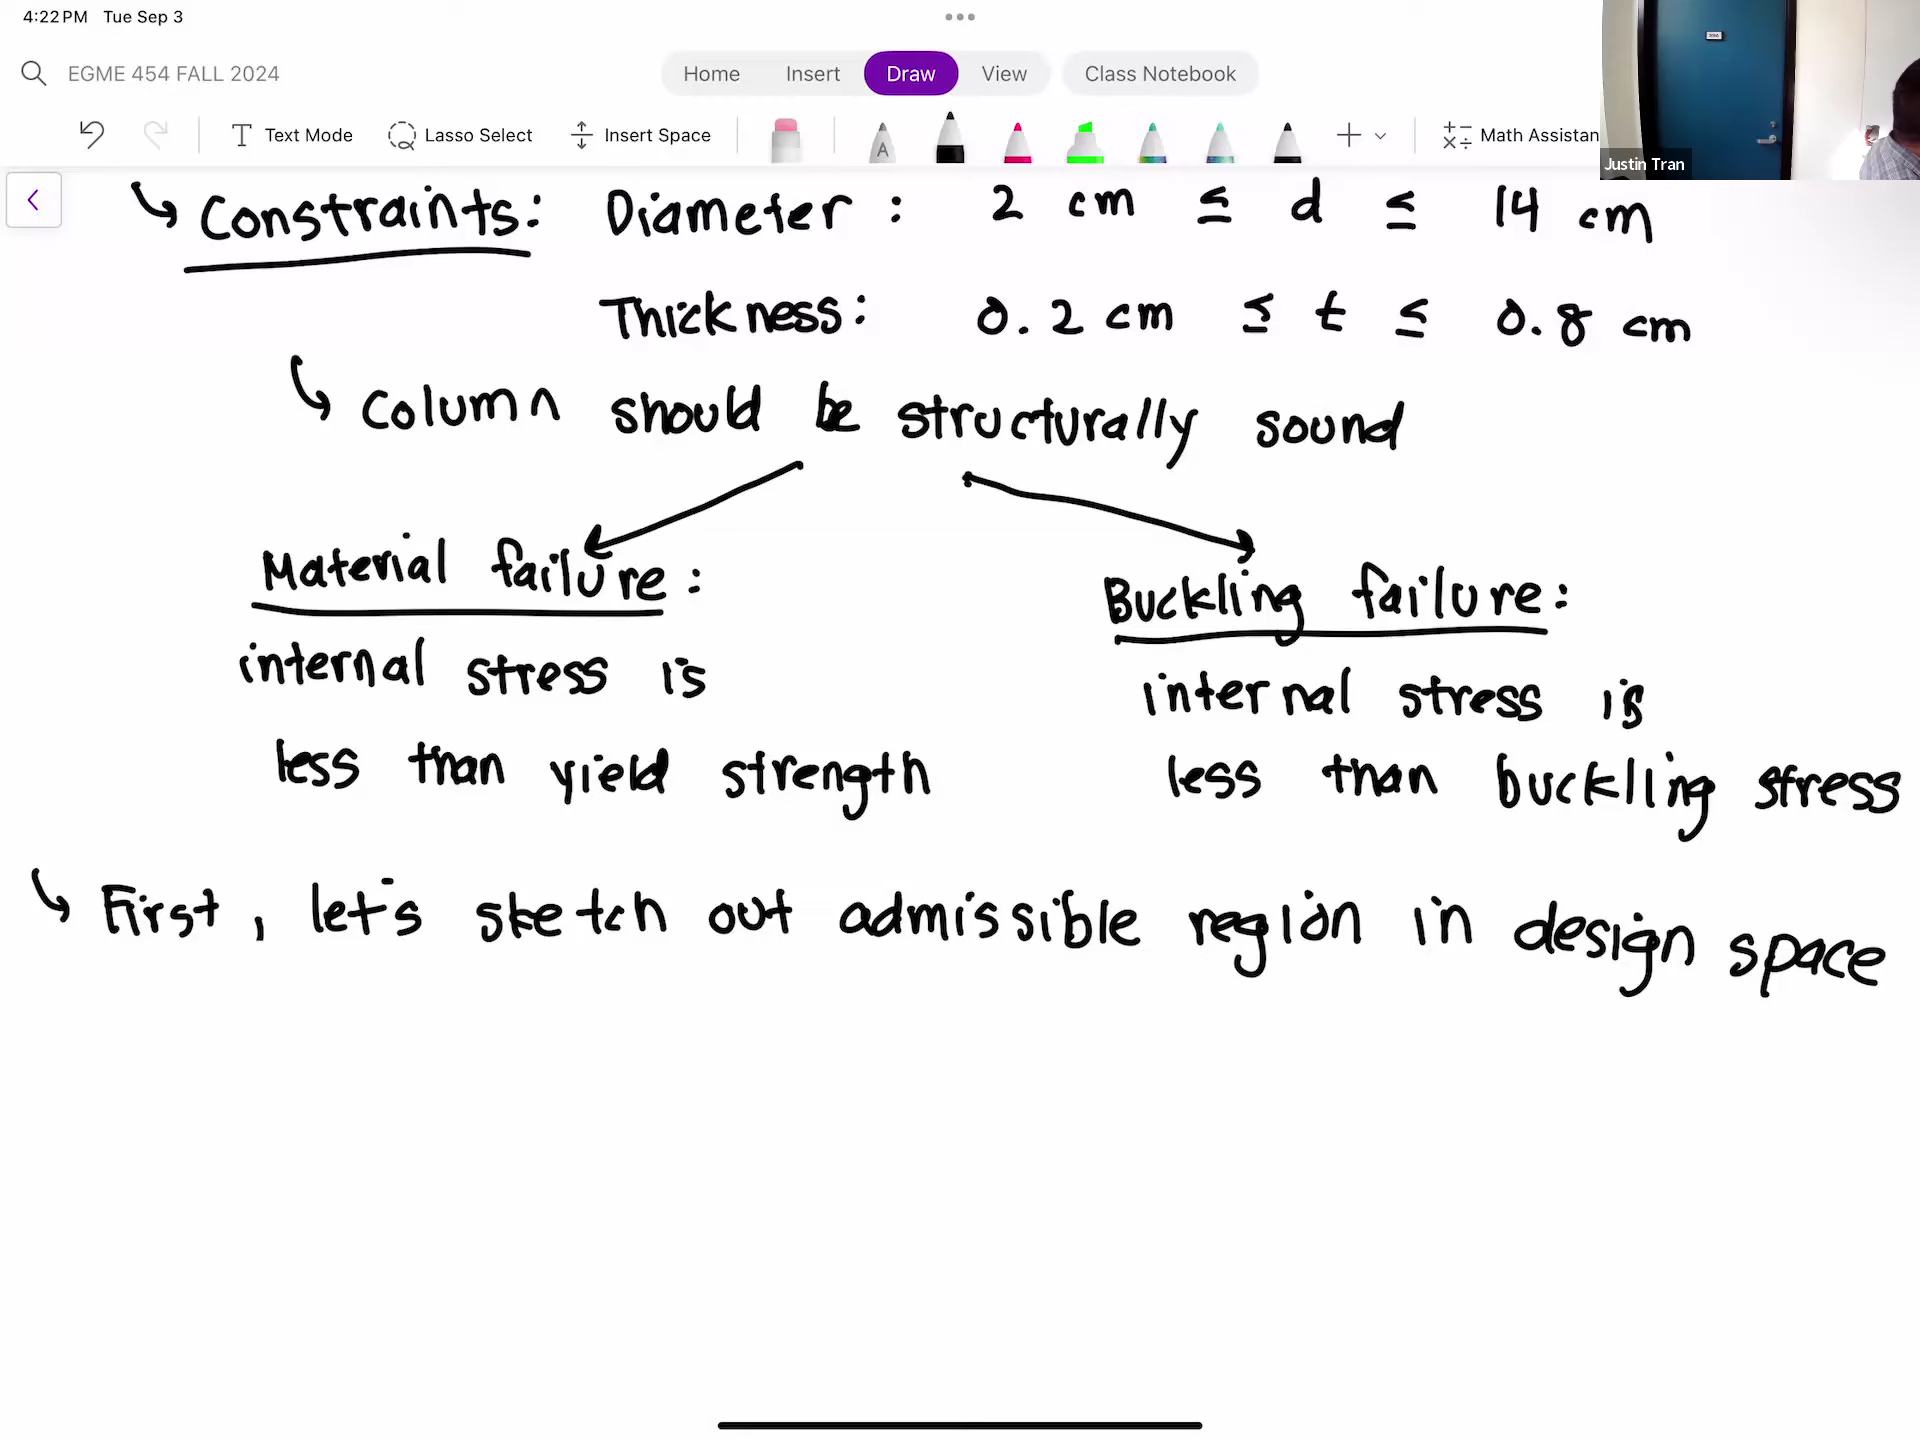 4:22 PM Tue Sep 3
EGME 454 FALL 2024
Home Insert Draw View Class Notebook
Text Mode Lasso Select Insert Space A Math Assistan
Justin Tran
Constraints: Diameter: 2 cm ≤ d ≤ 14 cm
Thickness: 0.2 cm ≤ t ≤ 0.8 cm
Column should be structurally sound
Material failure:
internal stress is
less than yield strength
Buckling failure:
internal stress is
less than buckling stress
First, let's sketch out admissible region in design space